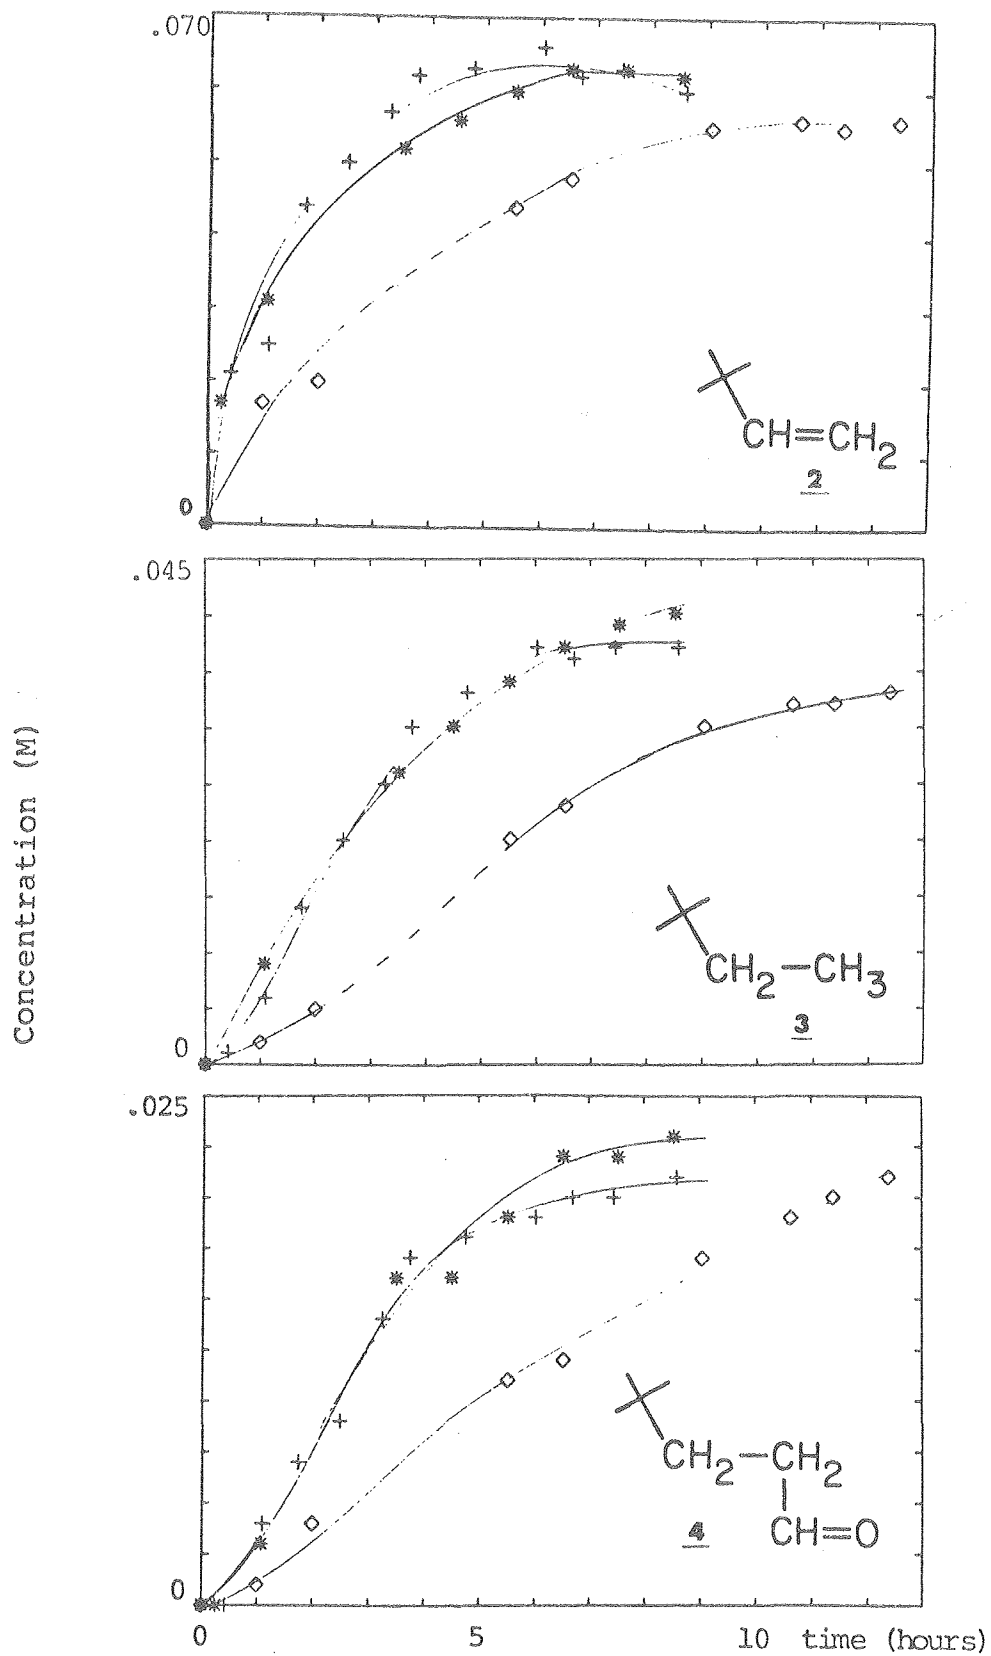 .070
0
CH=CH2
2
.045
CH2-CH3
3
0
Concentration (M)
.025
CH2-CH2
CH=O
4
0
0 5 10 time (hours)